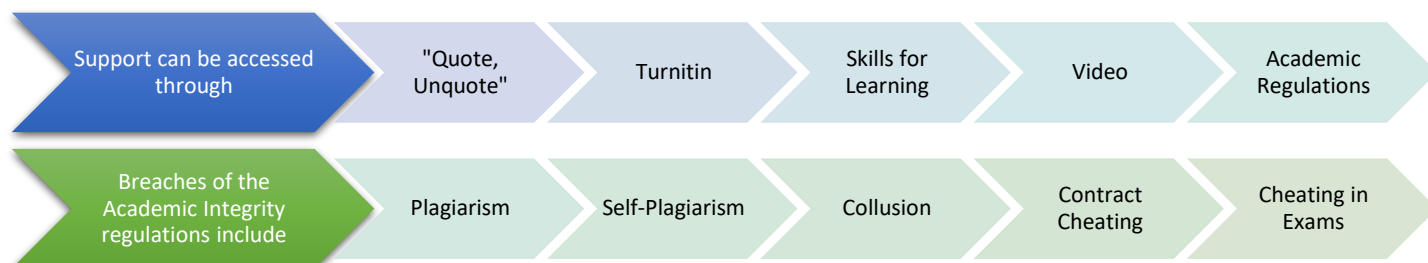 Support can be accessed
through
"Quote,
Unquote"
Turnitin
Skills for
Learning
Video
Academic
Regulations
Breaches of the
Academic Integrity
regulations include
Plagiarism
Self-Plagiarism
Collusion
Contract
Cheating
Cheating in
Exams